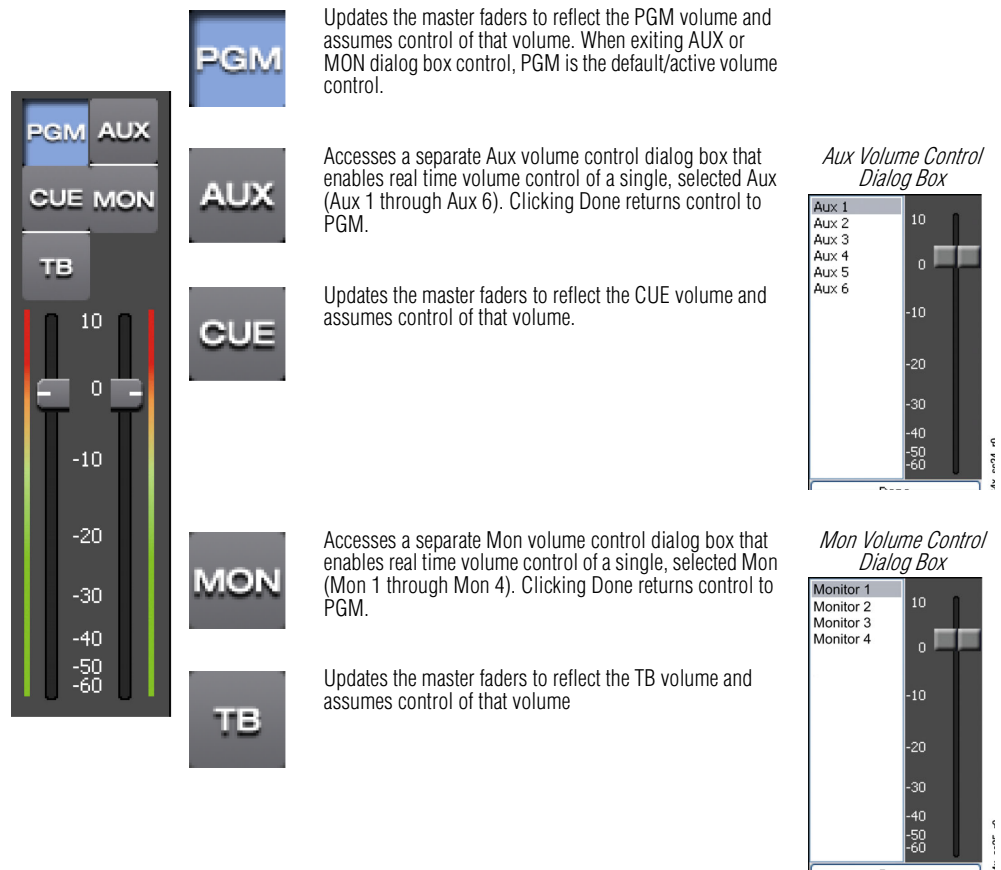 PGM
Updates the master faders to reflect the PGM volume and
assumes control of that volume. When exiting AUX or
MON dialog box control, PGM is the default/active volume
control.
PGM AUX
CUE MON
TB
10
0
-10
-20
-30
-40
-50
-60
AUX
Accesses a separate Aux volume control dialog box that
enables real time volume control of a single, selected Aux
(Aux 1 through Aux 6). Clicking Done returns control to
PGM.
Aux Volume Control
Dialog Box
Aux 1
Aux 2
Aux 3
Aux 4
Aux 5
Aux 6
10
0
-10
-20
-30
-40
-50
-60
CUE
Updates the master faders to reflect the CUE volume and
assumes control of that volume.
MON
Accesses a separate Mon volume control dialog box that
enables real time volume control of a single, selected Mon
(Mon 1 through Mon 4). Clicking Done returns control to
PGM.
Mon Volume Control
Dialog Box
Monitor 1
Monitor 2
Monitor 3
Monitor 4
10
0
-10
-20
-30
-40
-50
-60
TB
Updates the master faders to reflect the TB volume and
assumes control of that volume